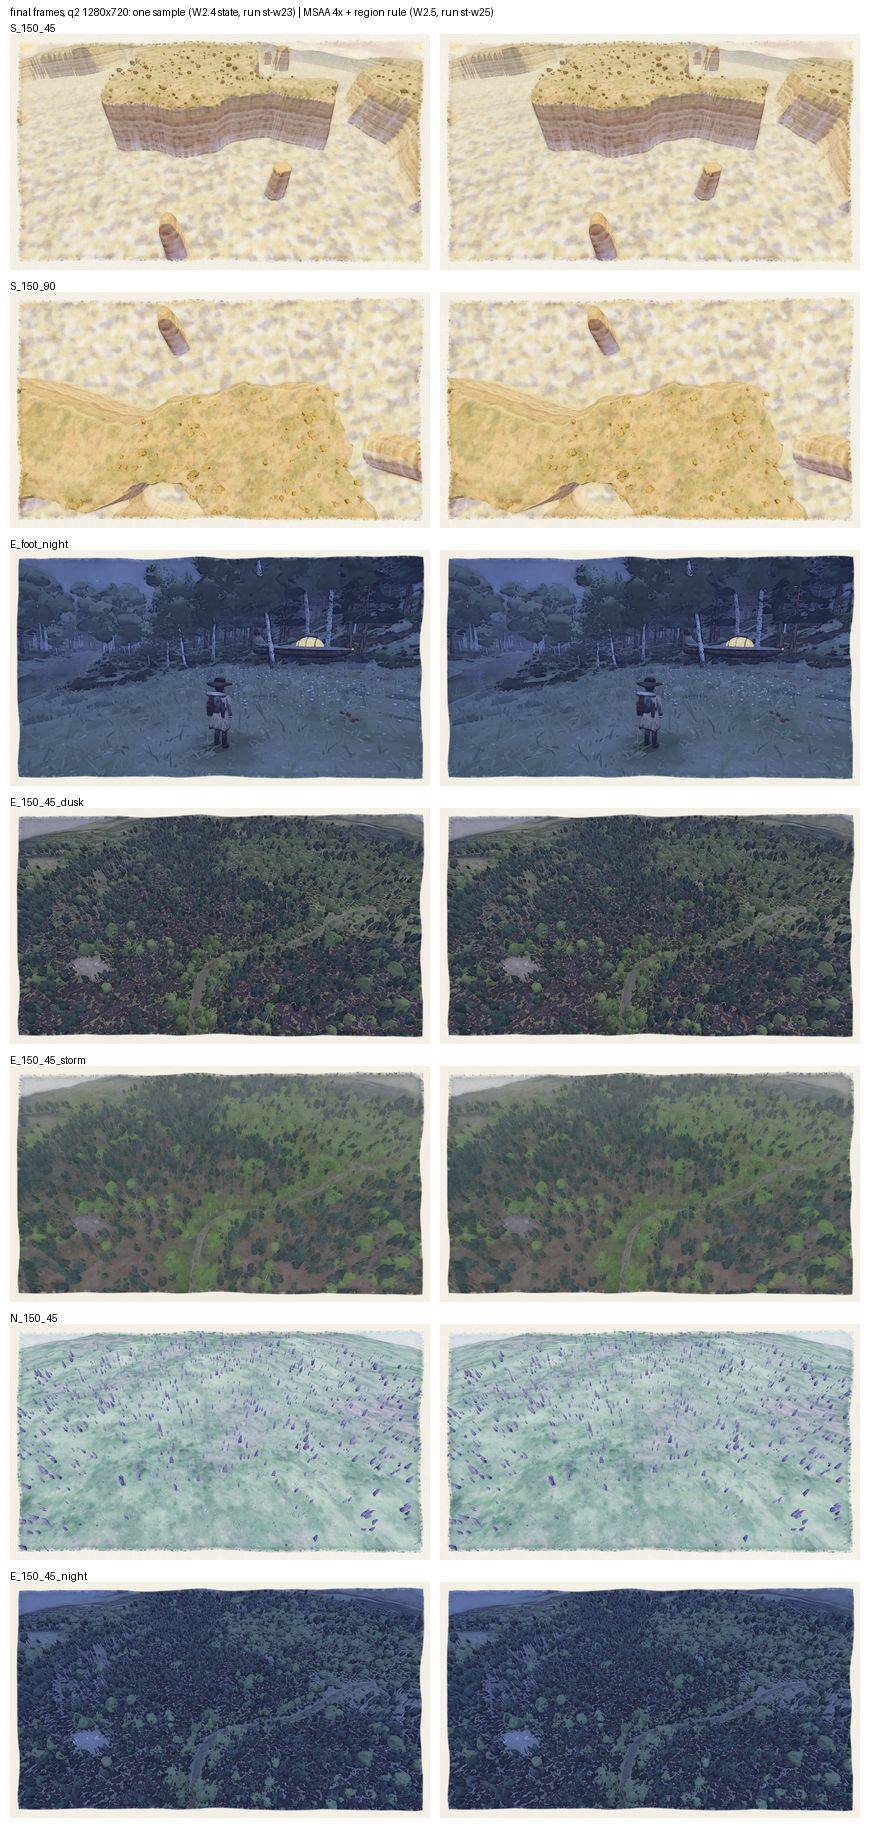 final frames, q2 1280x720: one sample (W2.4 state, run st-w23) | MSAA 4x + region rule (W2.5, run st-w25)
S_150_45
S_150_90
E_foot_night
E_150_45_dusk
E_150_45_storm
N_150_45
E_150_45_night